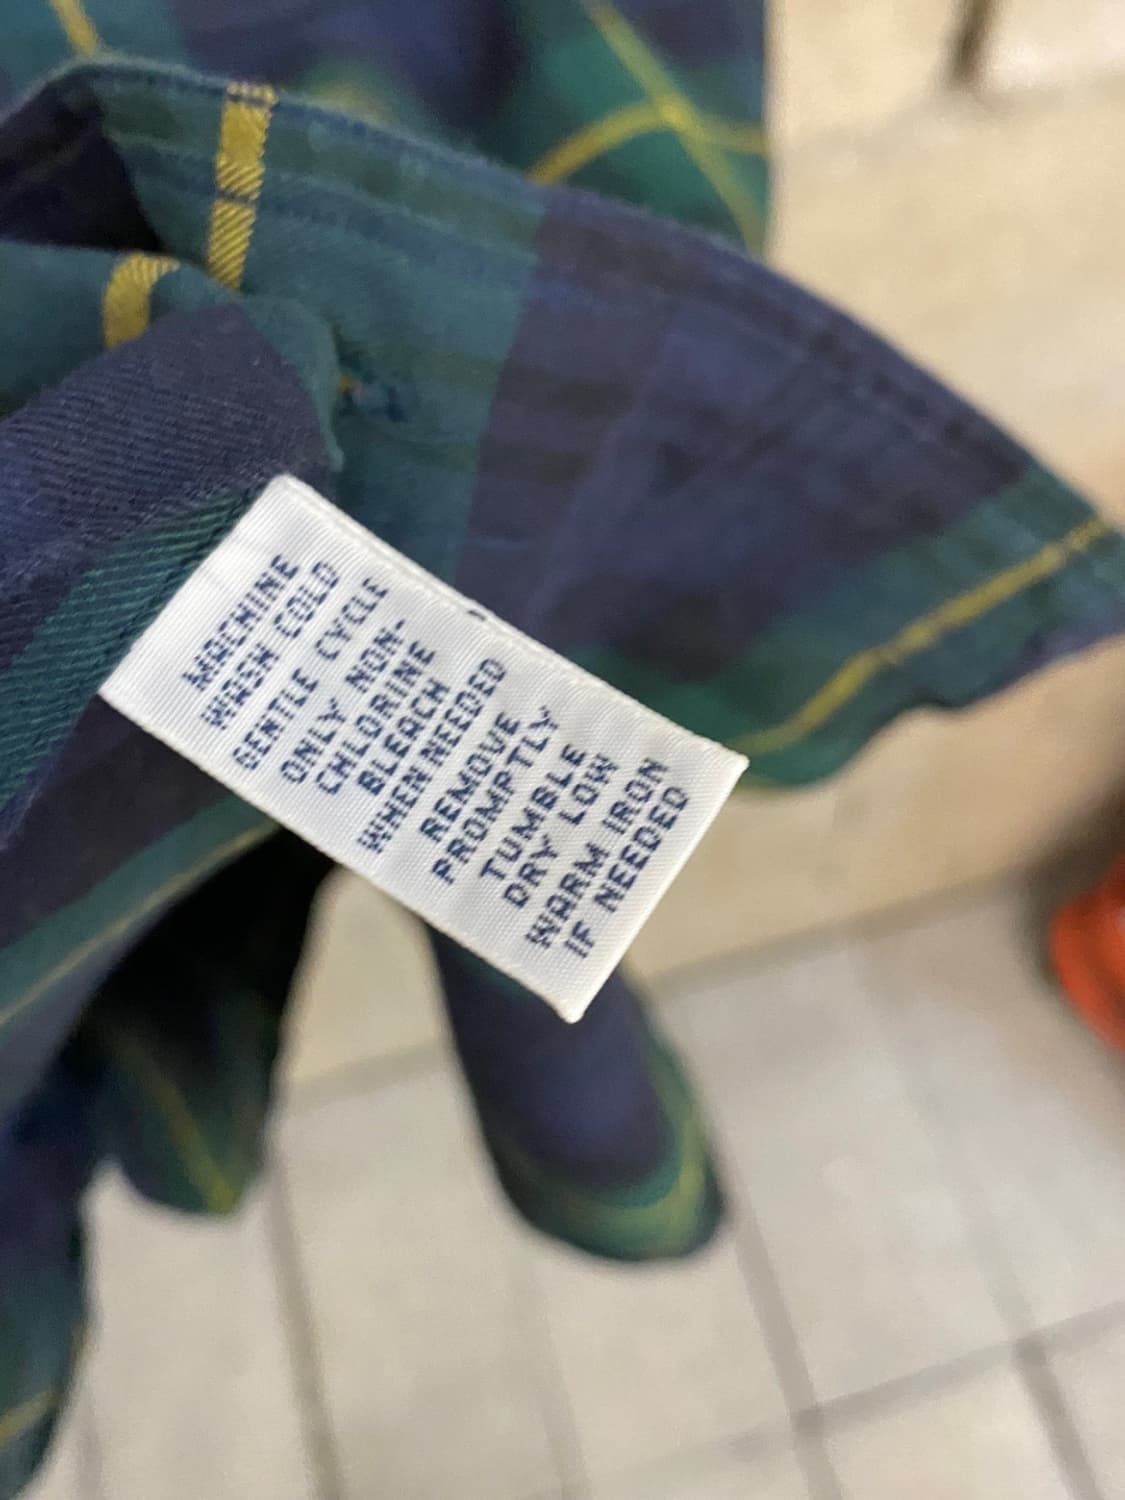 MACHINE
WASH COLD
GENTLE CYCLE
ONLY NON-
CHLORINE
BLEACH
WHEN NEEDED
REMOVE
PROMPTLY
TUMBLE
DRY LOW
WARM IRON
IF NEEDED